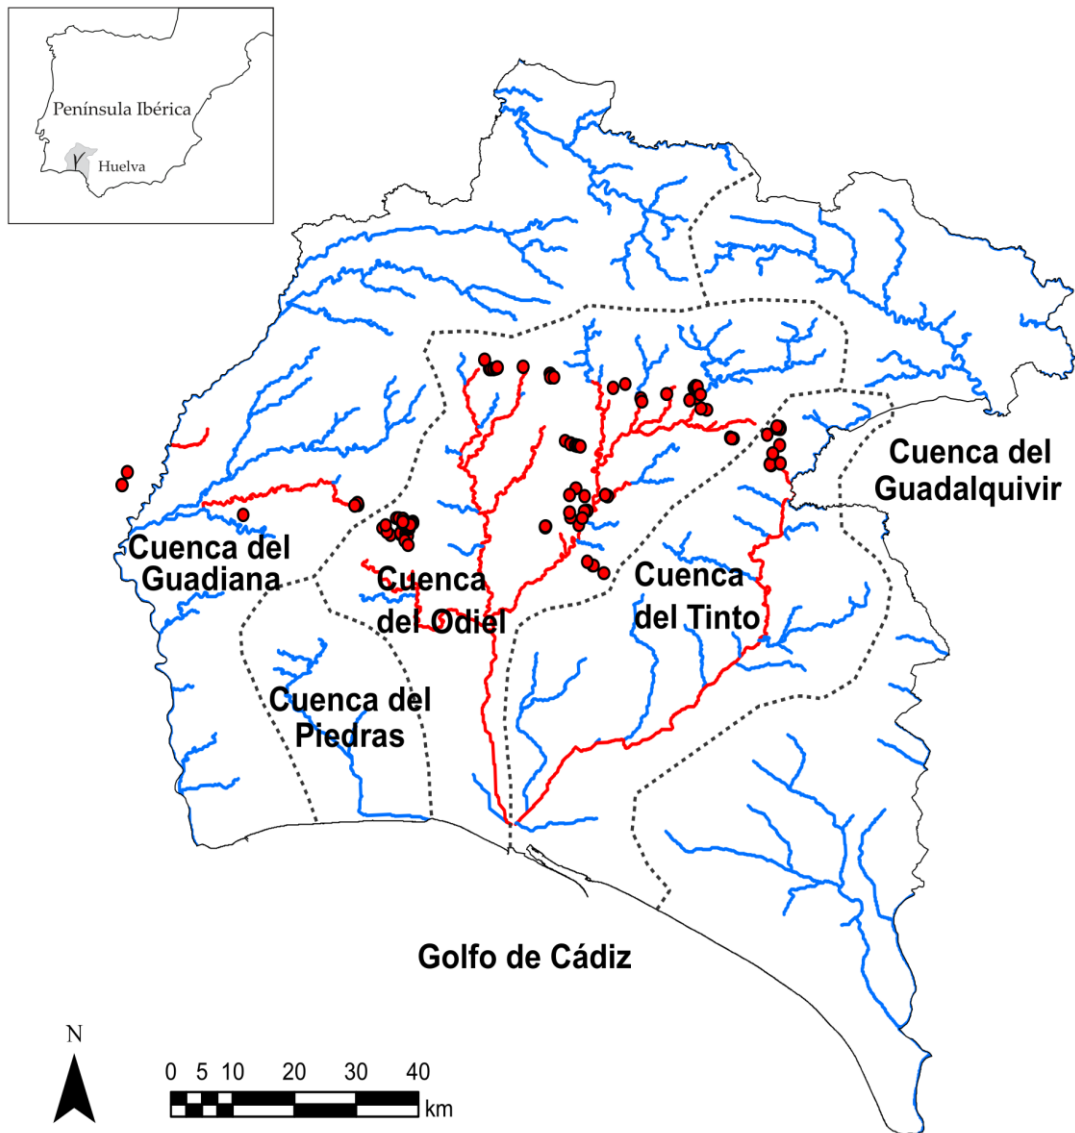 Península Ibérica
Huelva
Cuenca del
Guadalquivir
Cuenca del
Guadiana
Cuenca
del Odiel
Cuenca
del Tinto
Cuenca del
Piedras
Golfo de Cádiz
N
0 5 10 20 30 40
km